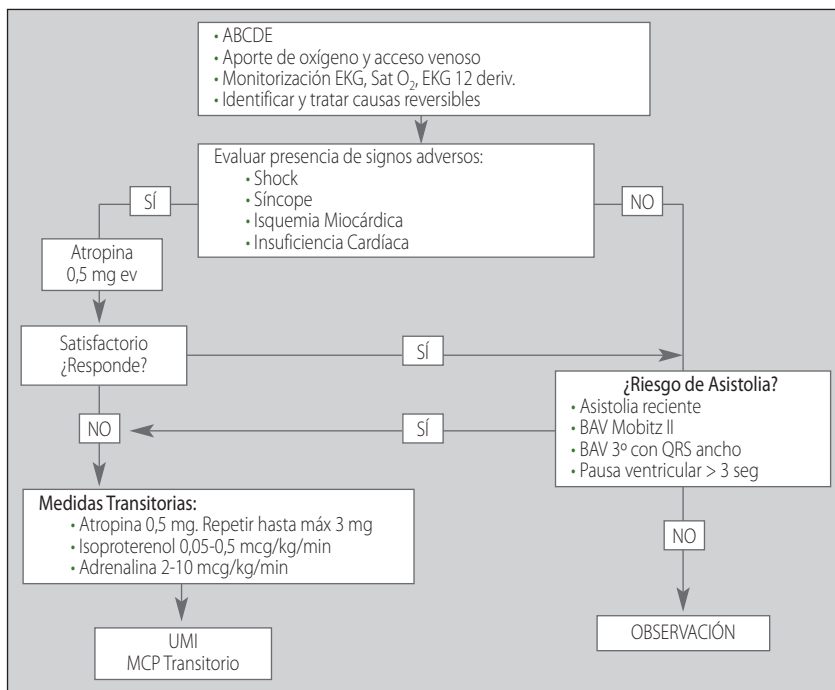 • ABCDE
• Aporte de oxígeno y acceso venoso
• Monitorización EKG, Sat O₂, EKG 12 deriv.
• Identificar y tratar causas reversibles
Evaluar presencia de signos adversos:
• Shock
• Síncope
• Isquemia Miocárdica
• Insuficiencia Cardíaca
SÍ
NO
Atropina
0,5 mg ev
Satisfactorio
¿Responde?
SÍ
¿Riesgo de Asistolia?
• Asistolia reciente
• BAV Mobitz II
• BAV 3º con QRS ancho
• Pausa ventricular > 3 seg
NO
SÍ
Medidas Transitorias:
• Atropina 0,5 mg. Repetir hasta máx 3 mg
• Isoproterenol 0,05-0,5 mcg/kg/min
• Adrenalina 2-10 mcg/kg/min
NO
UMI
MCP Transitorio
OBSERVACIÓN